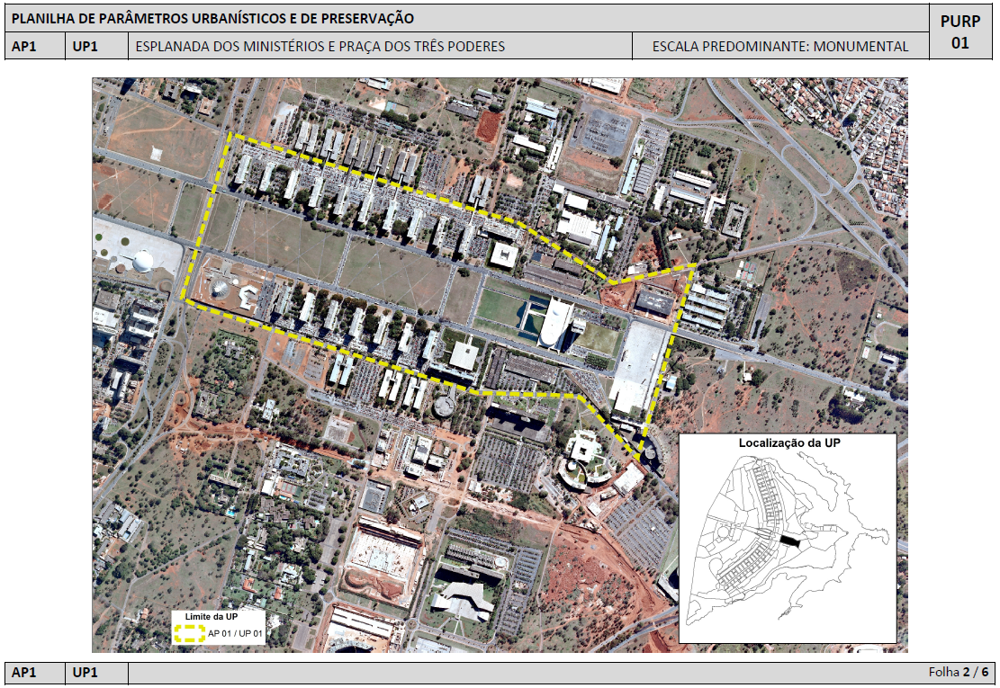 PLANILHA DE PARÂMETROS URBANÍSTICOS E DE PRESERVAÇÃO
PURP
01
AP1 UP1 ESPLANADA DOS MINISTÉRIOS E PRAÇA DOS TRÊS PODERES ESCALA PREDOMINANTE: MONUMENTAL
Localização da UP
Limite da UP
AP 01 / UP 01
AP1 UP1 Folha 2 / 6